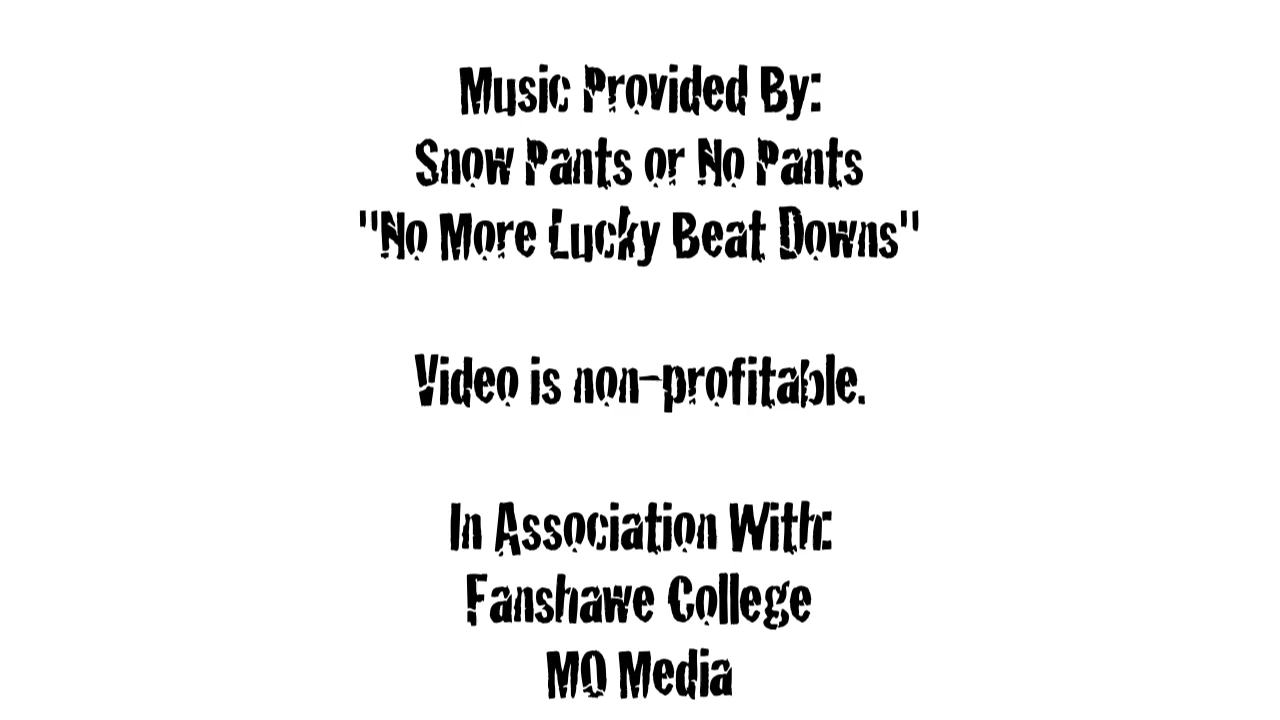 Music Provided By:
Snow Pants or No Pants
"No More Lucky Beat Downs"
Video is non-profitable.
In Association With:
Fanshawe College
MO Media